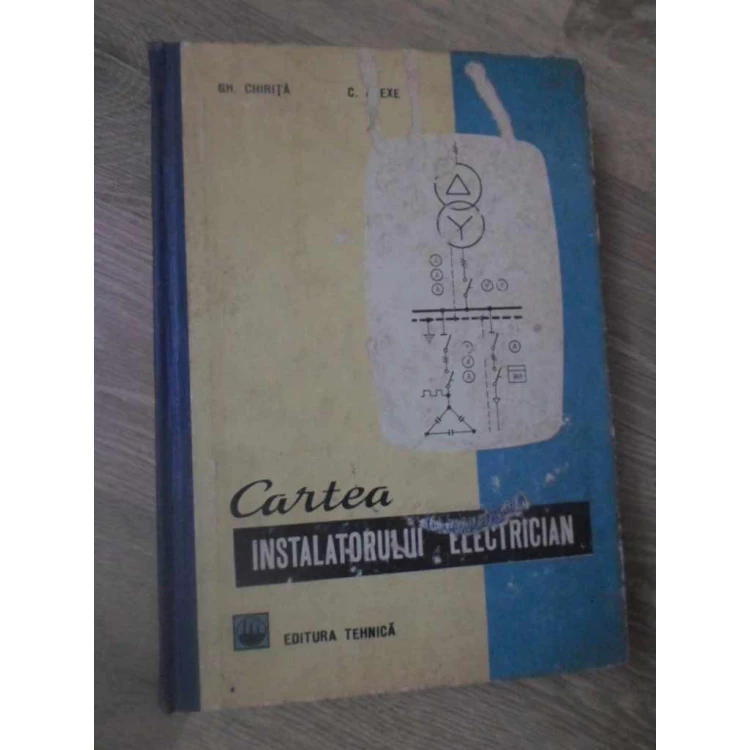 GH. CHIRIȚĂ C.
Cartea
INSTALATORULUI ELECTRICIAN
EDITURA TEHNICĂ